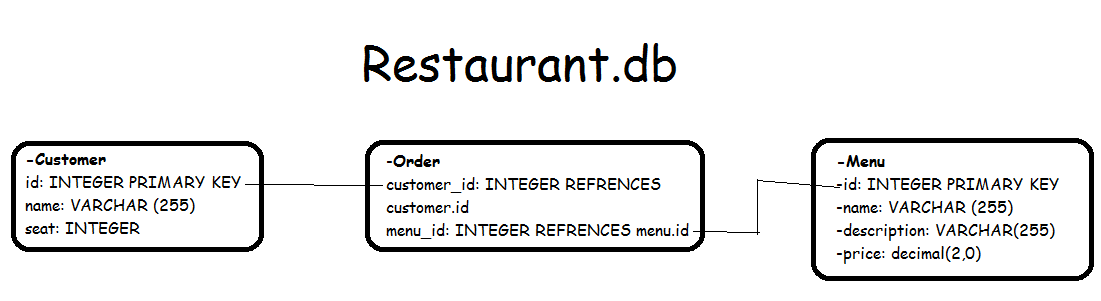 Restaurant.db
-Customer
id: INTEGER PRIMARY KEY
name: VARCHAR (255)
seat: INTEGER
-Order
customer_id: INTEGER REFRENCES
customer.id
menu_id: INTEGER REFRENCES menu.id
-Menu
-id: INTEGER PRIMARY KEY
-name: VARCHAR (255)
-description: VARCHAR(255)
-price: decimal(2,0)